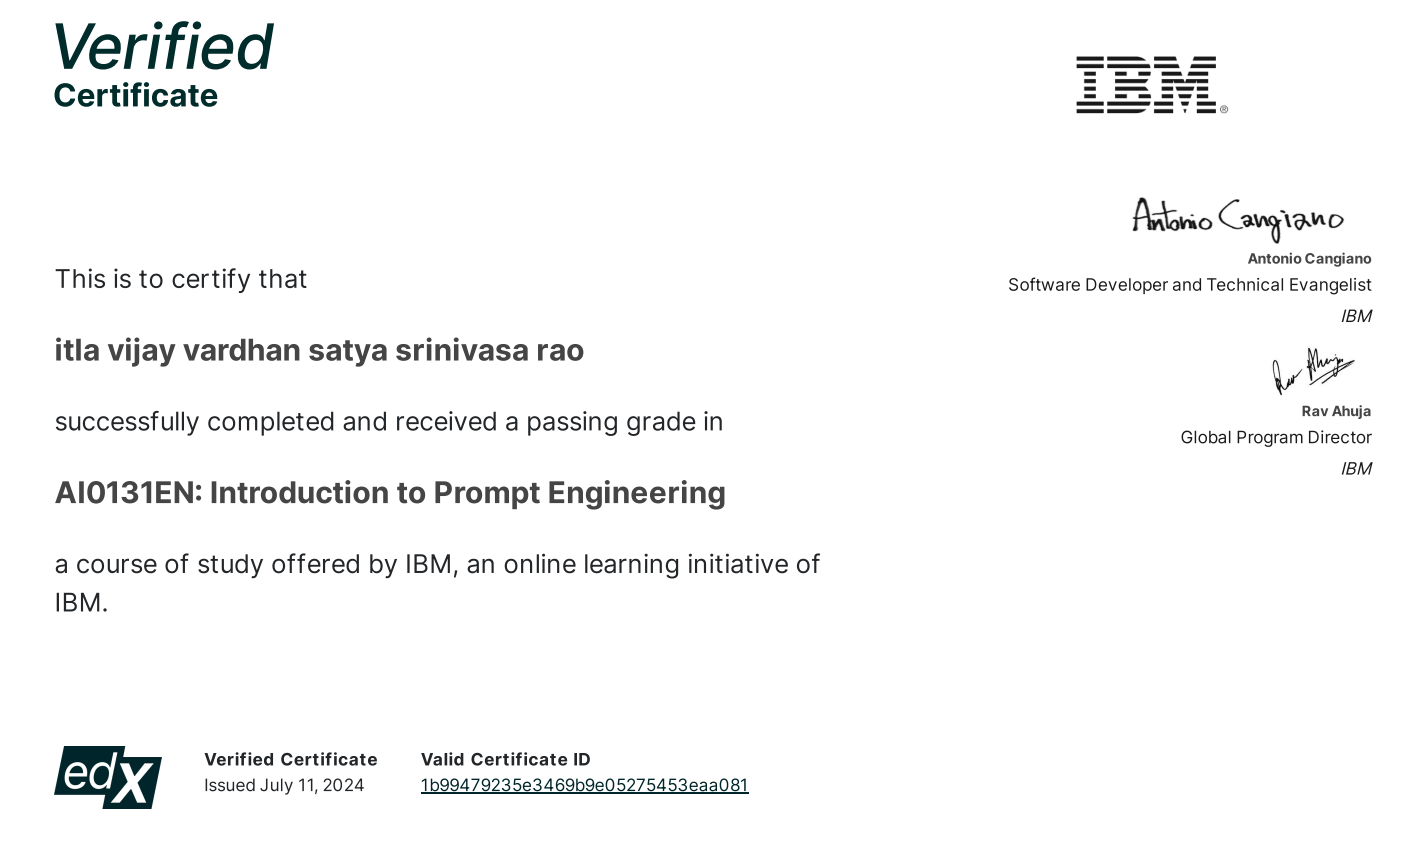 Verified
Certificate
IBM®
This is to certify that
itla vijay vardhan satya srinivasa rao
successfully completed and received a passing grade in
AI0131EN: Introduction to Prompt Engineering
a course of study offered by IBM, an online learning initiative of
IBM.
Antonio Cangiano
Antonio Cangiano
Software Developer and Technical Evangelist
IBM
Rav Ahuja
Rav Ahuja
Global Program Director
IBM
edX
Verified Certificate
Issued July 11, 2024
Valid Certificate ID
1b99479235e3469b9e05275453eaa081